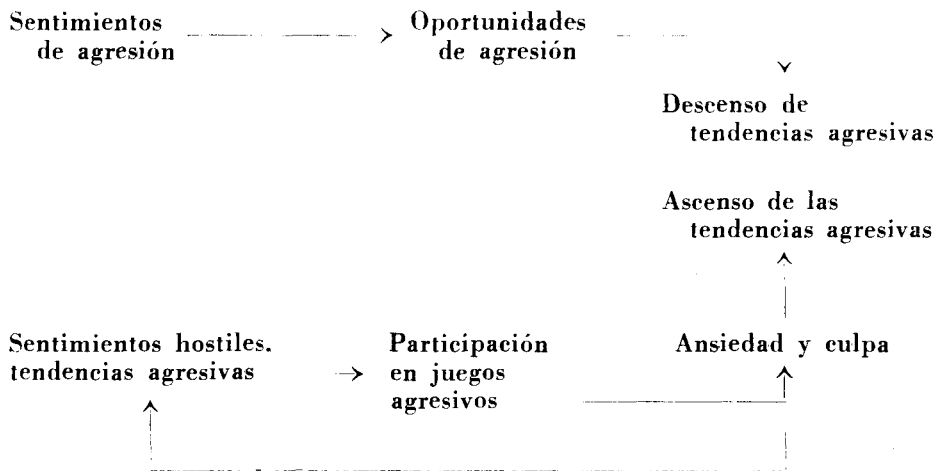 Sentimientos
de agresión
Oportunidades
de agresión
Descenso de
tendencias agresivas
Ascenso de las
tendencias agresivas
Sentimientos hostiles.
tendencias agresivas
Participación
en juegos
agresivos
Ansiedad y culpa